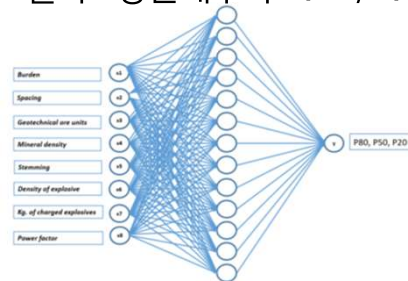 Burden
Spacing
Geotechnical ore units
Mineral density
Stemming
Density of explosive
Kg. of charged explosives
Power factor
x1
x2
x3
x4
x5
x6
x7
x8
y
P80, P50, P20